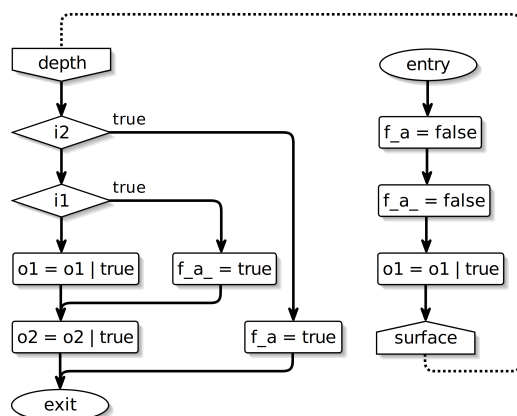 depth
entry
i2
true
f_a = false
i1
true
f_a_ = false
o1 = o1 | true
f_a_ = true
o1 = o1 | true
o2 = o2 | true
f_a = true
surface
exit